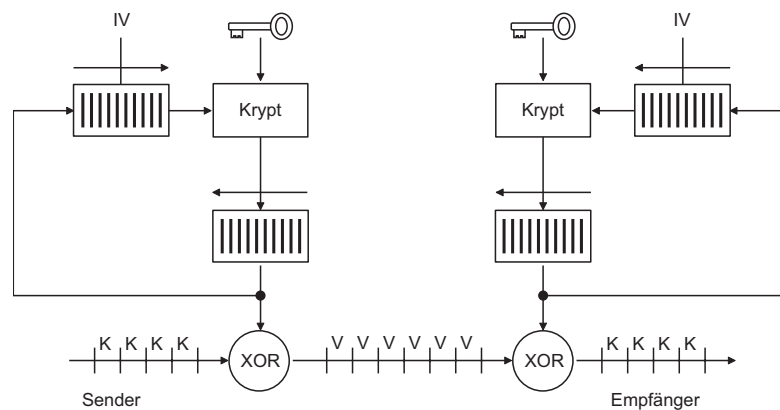 IV
IV
Krypt
Krypt
K K K K
XOR
V V V V V V
XOR
K K K K
Sender
Empfänger